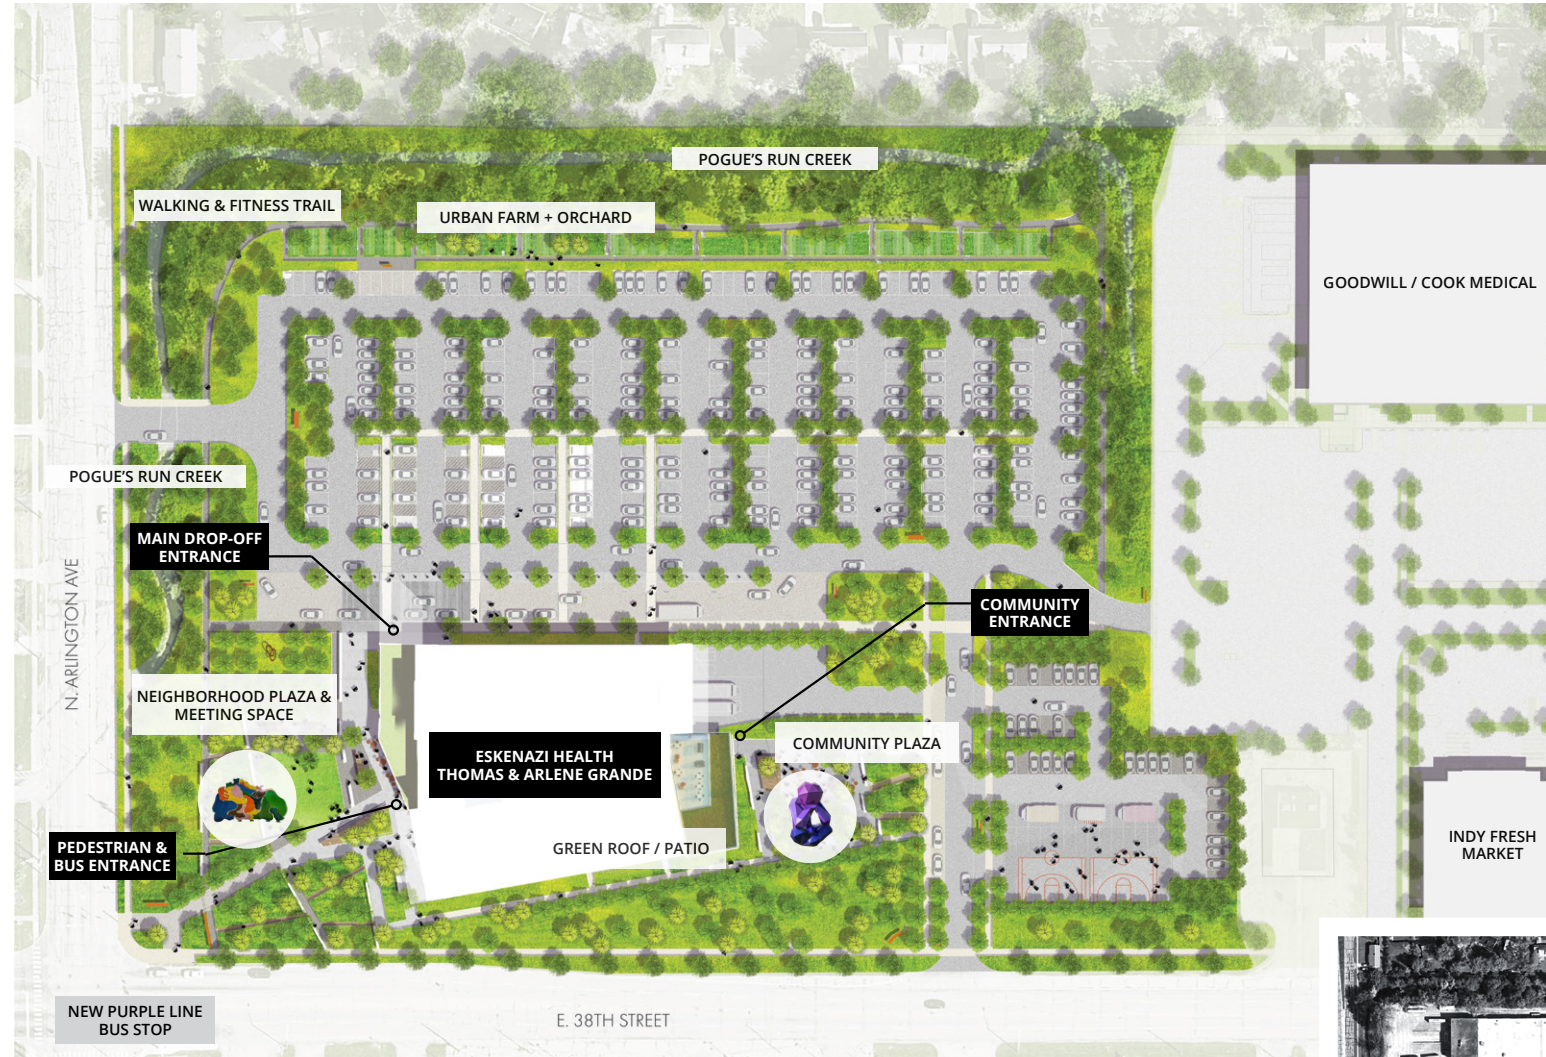 POGUE'S RUN CREEK
WALKING & FITNESS TRAIL
URBAN FARM + ORCHARD
GOODWILL / COOK MEDICAL
POGUE'S RUN CREEK
MAIN DROP-OFF
ENTRANCE
N. ARLINGTON AVE
COMMUNITY
ENTRANCE
NEIGHBORHOOD PLAZA &
MEETING SPACE
COMMUNITY PLAZA
ESKENAZI HEALTH
THOMAS & ARLENE GRANDE
PEDESTRIAN &
BUS ENTRANCE
GREEN ROOF / PATIO
INDY FRESH
MARKET
NEW PURPLE LINE
BUS STOP
E. 38TH STREET